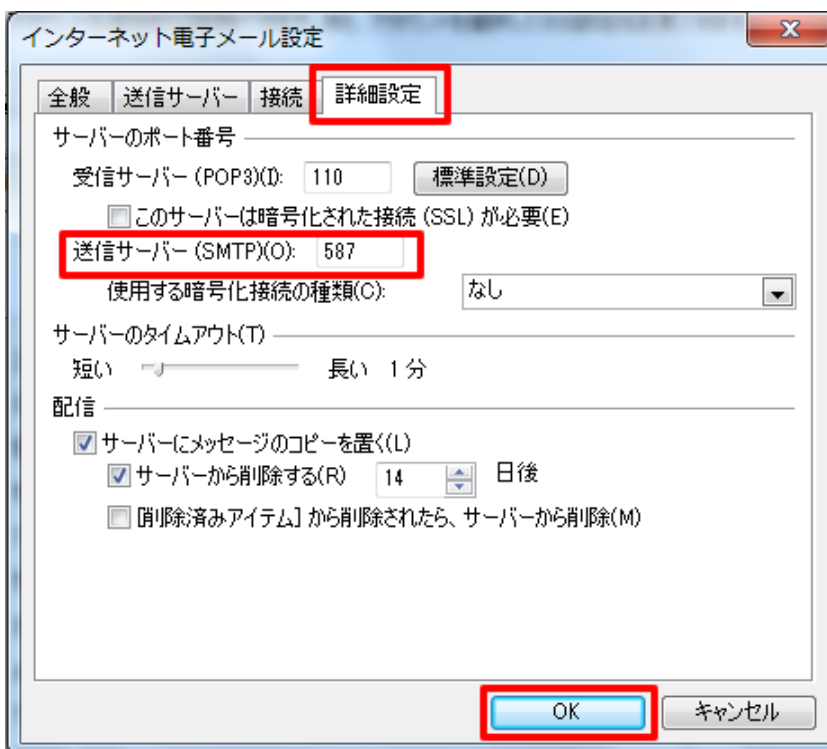 インターネット電子メール設定
全般 送信サーバー 接続 詳細設定
サーバーのポート番号
受信サーバー (POP3)(I): 110 標準設定(D)
このサーバーは暗号化された接続 (SSL) が必要(E)
送信サーバー (SMTP)(O): 587
使用する暗号化接続の種類(C): なし
サーバーのタイムアウト(T)
短い 長い 1 分
配信
サーバーにメッセージのコピーを置く(L)
サーバーから削除する(R) 14 日後
[削除済みアイテム] から削除されたら、サーバーから削除(M)
OK キャンセル